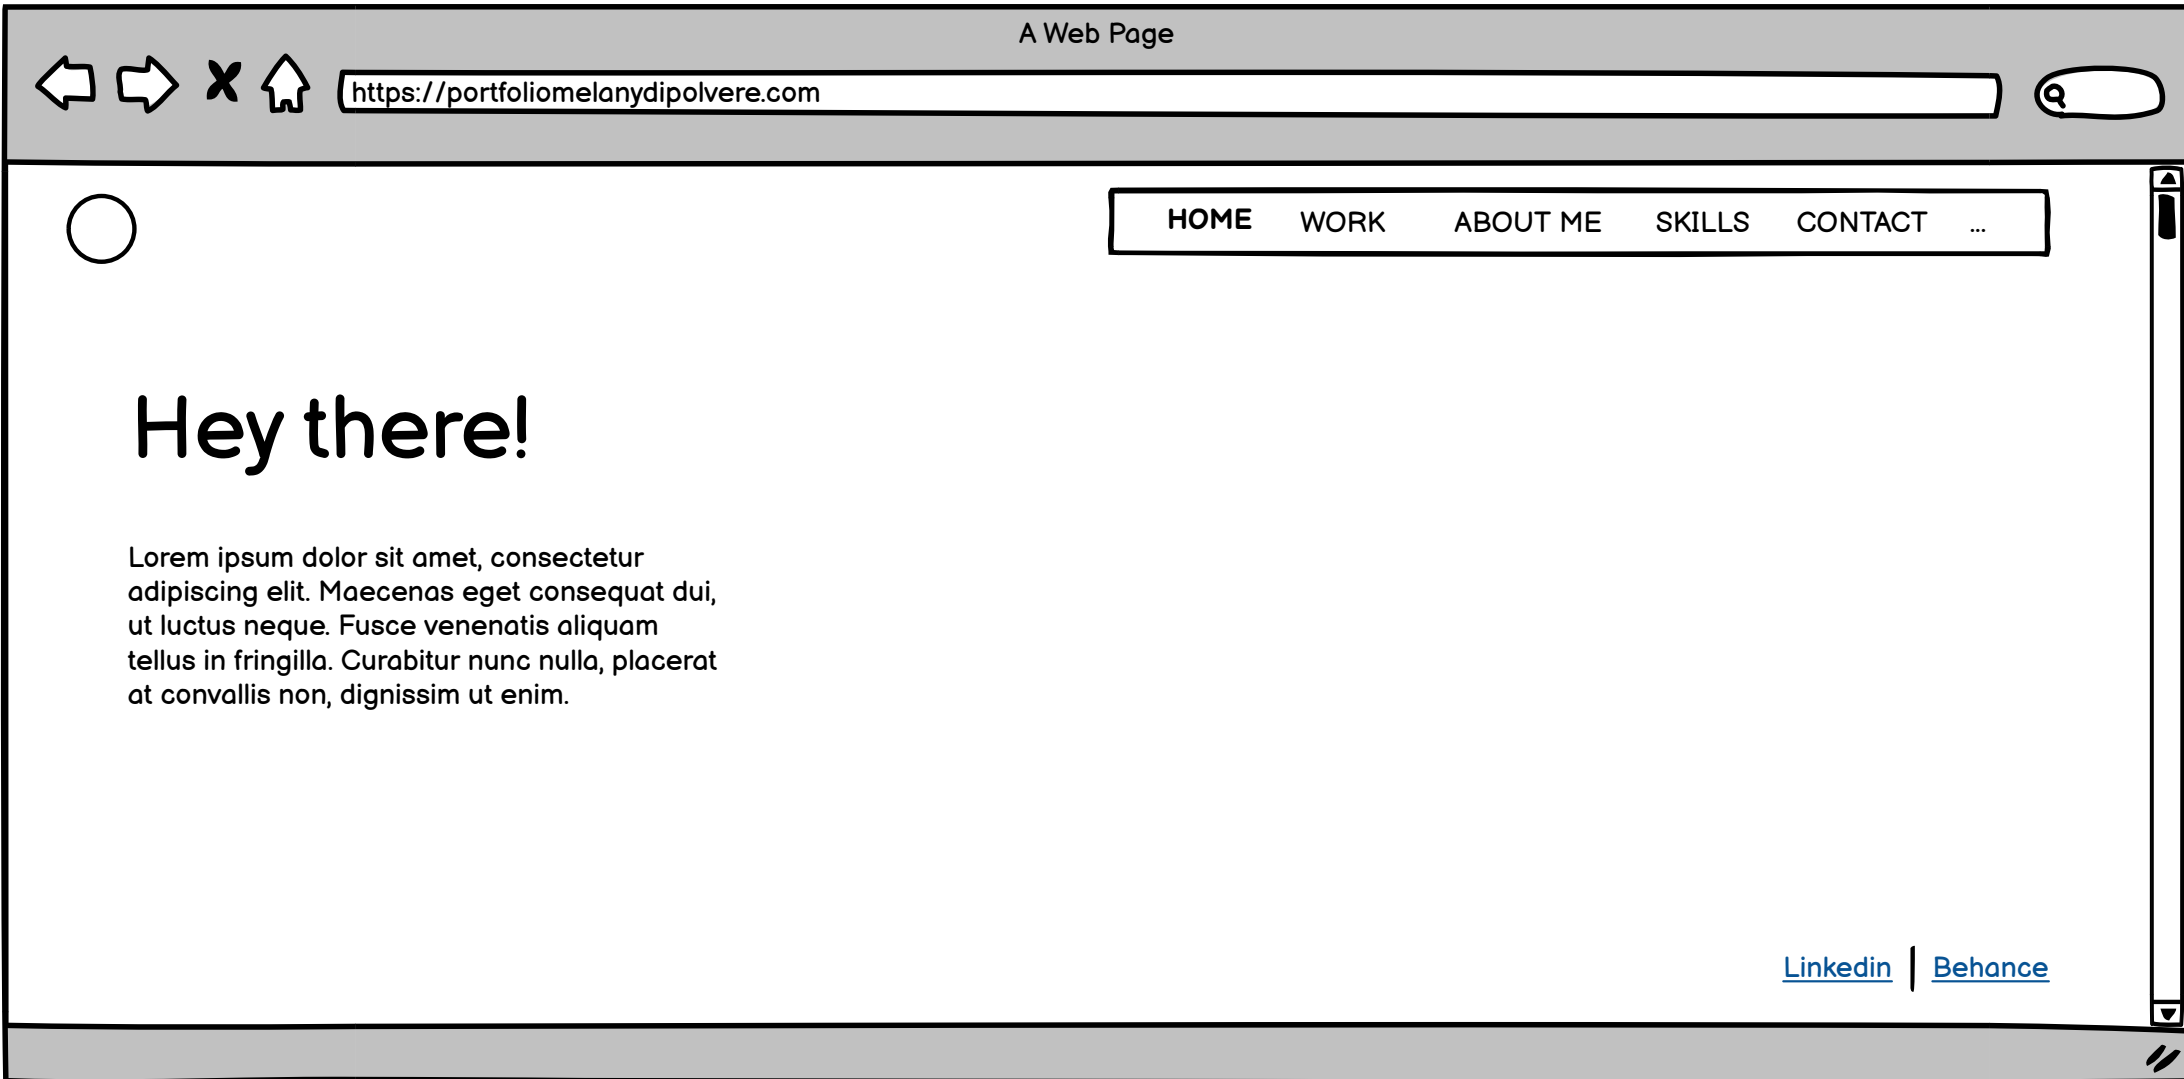 A Web Page
https://portfoliomelanydipolvere.com
HOME WORK ABOUT ME SKILLS CONTACT ...
Hey there!
Lorem ipsum dolor sit amet, consectetur
adipiscing elit. Maecenas eget consequat dui,
ut luctus neque. Fusce venenatis aliquam
tellus in fringilla. Curabitur nunc nulla, placerat
at convallis non, dignissim ut enim.
Linkedin Behance